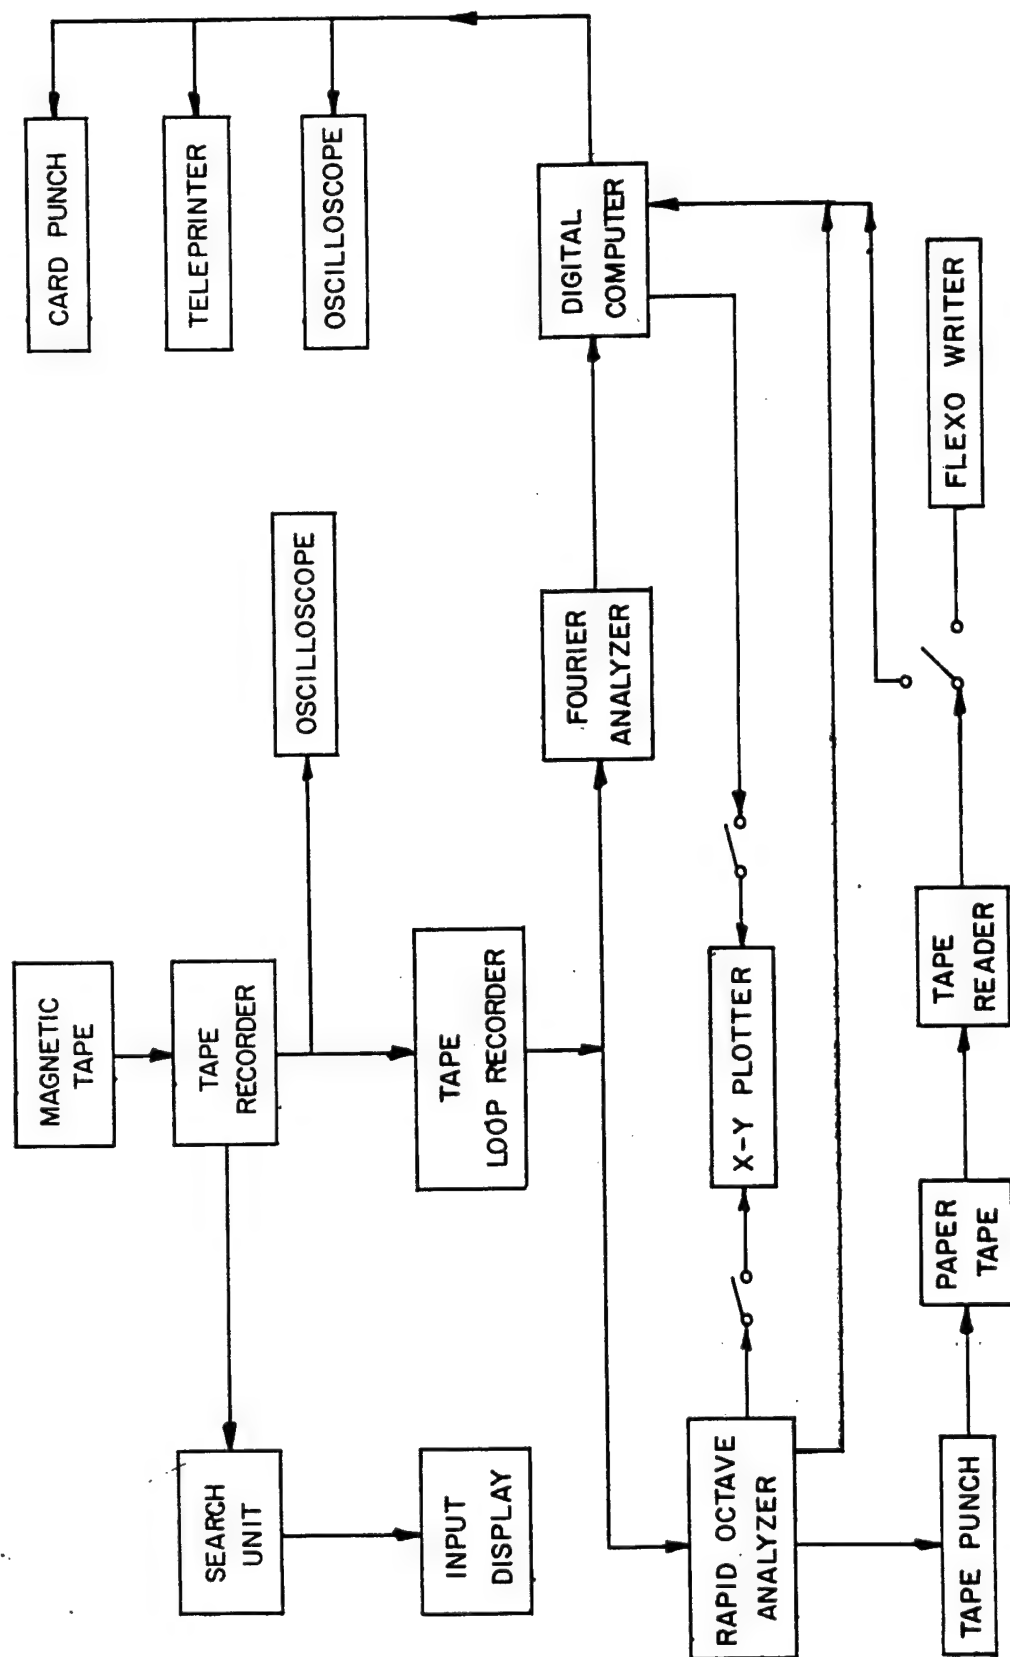 MAGNETIC
TAPE
TAPE
RECORDER
SEARCH
UNIT
INPUT
DISPLAY
OSCILLOSCOPE
TAPE
LOOP RECORDER
CARD PUNCH
TELEPRINTER
OSCILLOSCOPE
FOURIER
ANALYZER
DIGITAL
COMPUTER
RAPID OCTAVE
ANALYZER
X-Y PLOTTER
TAPE PUNCH
PAPER
TAPE
TAPE
READER
FLEXO WRITER